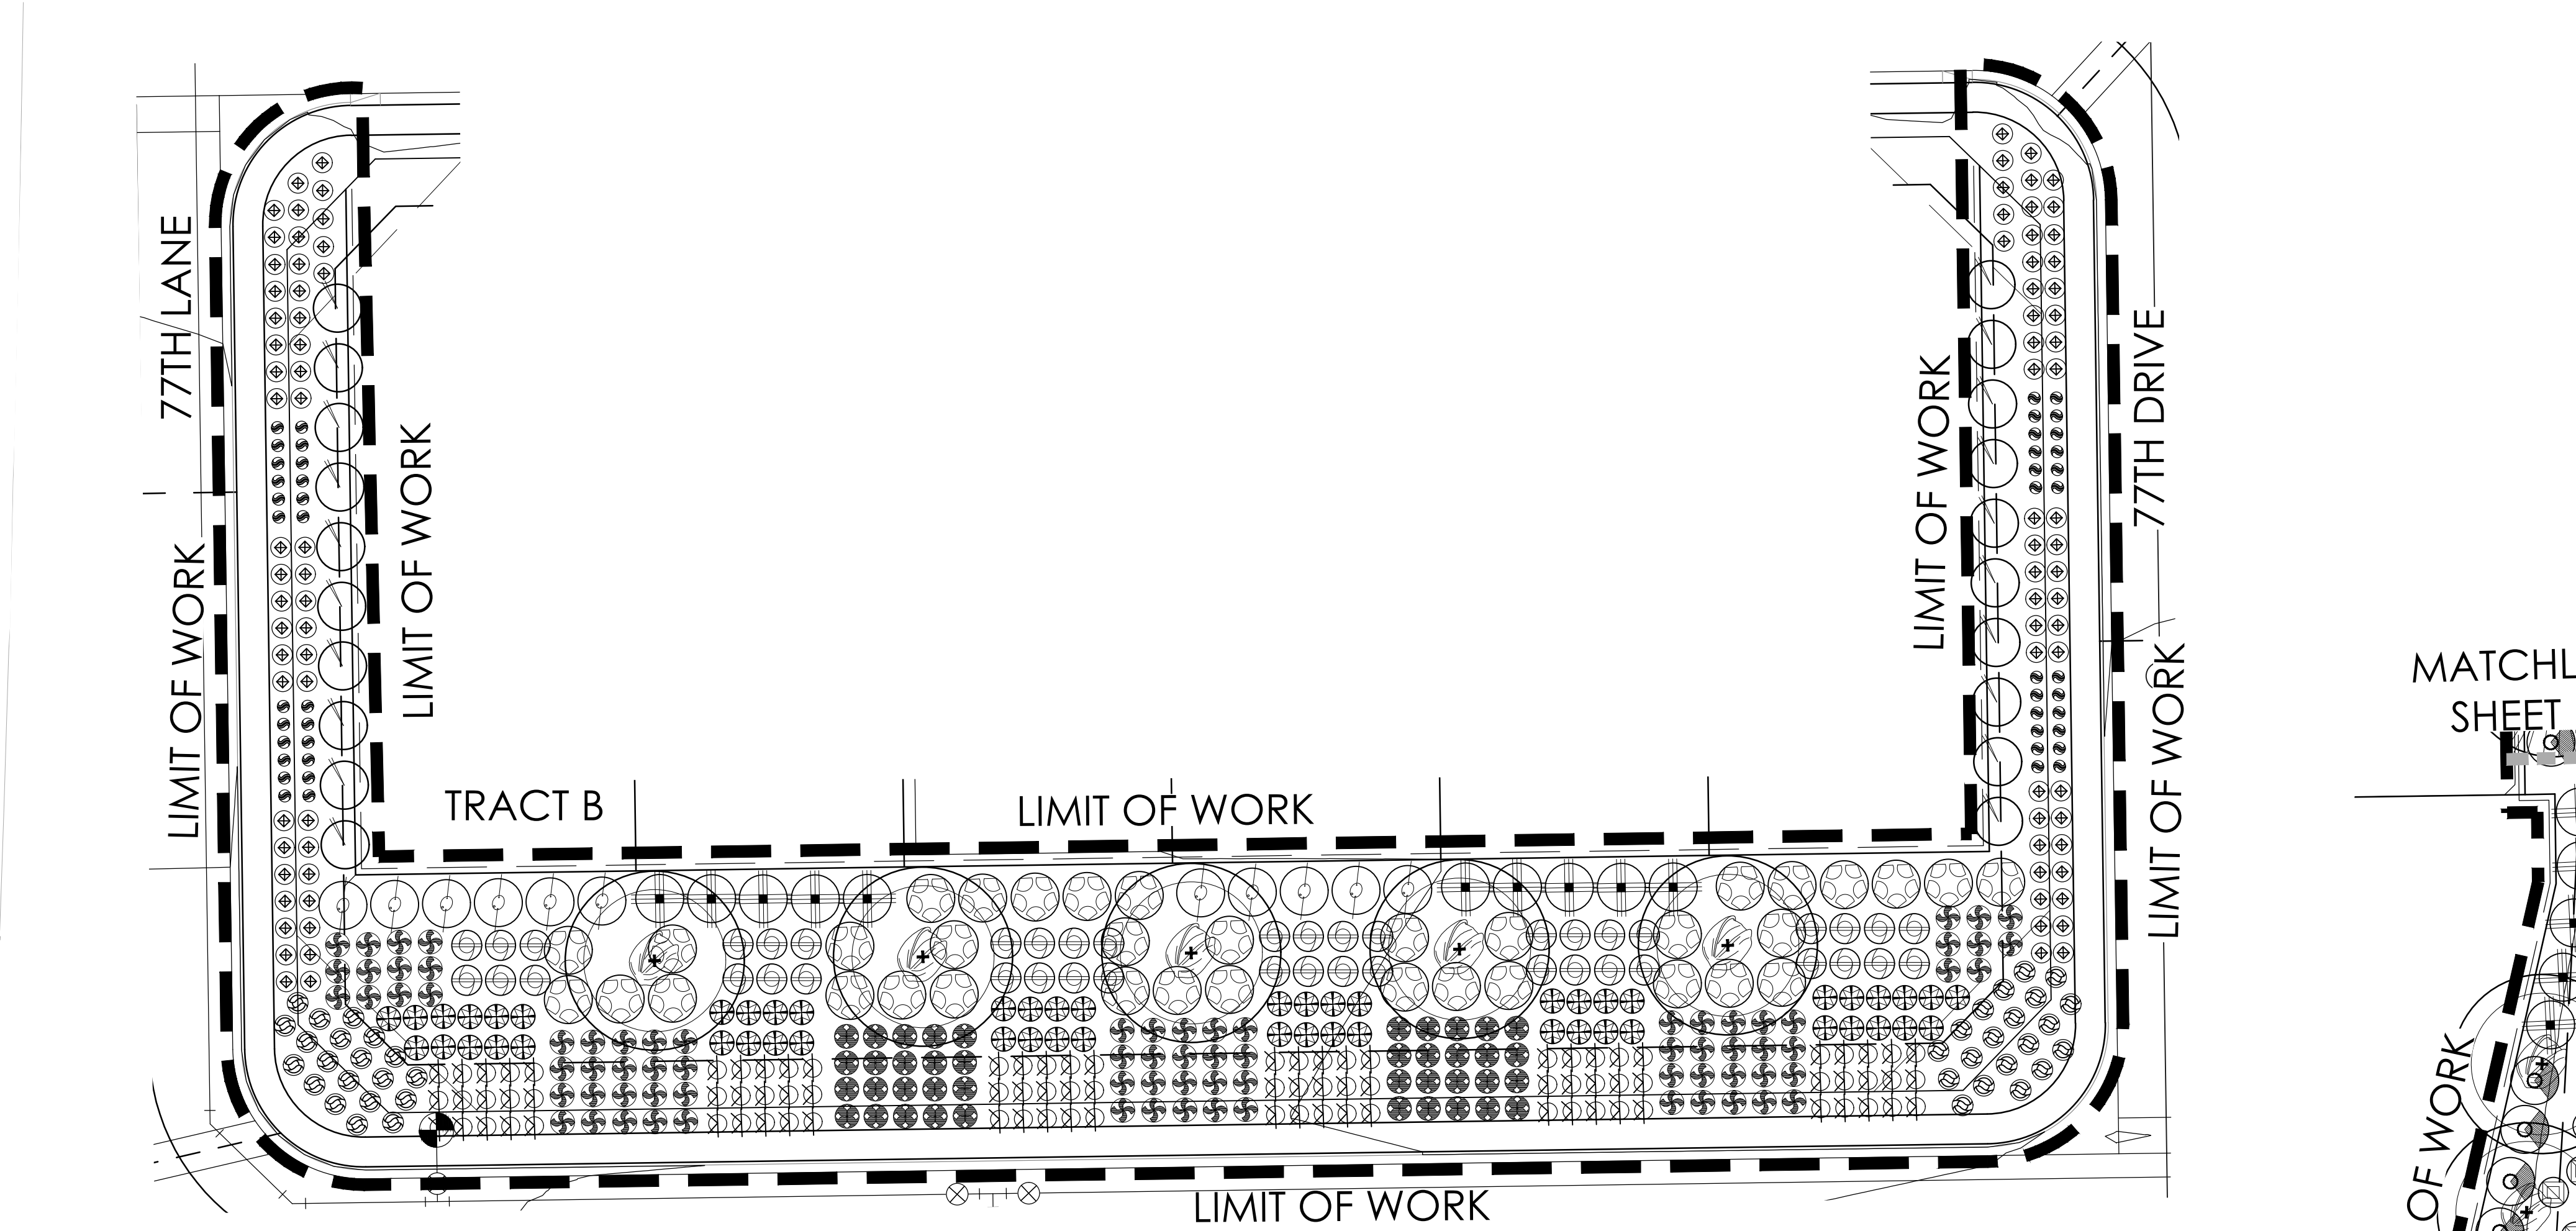 77TH LANE
LIMIT OF WORK
LIMIT OF WORK
TRACT B
LIMIT OF WORK
LIMIT OF WORK
77TH DRIVE
LIMIT OF WORK
LIMIT OF WORK
MATCHL
SHEET
OF WORK